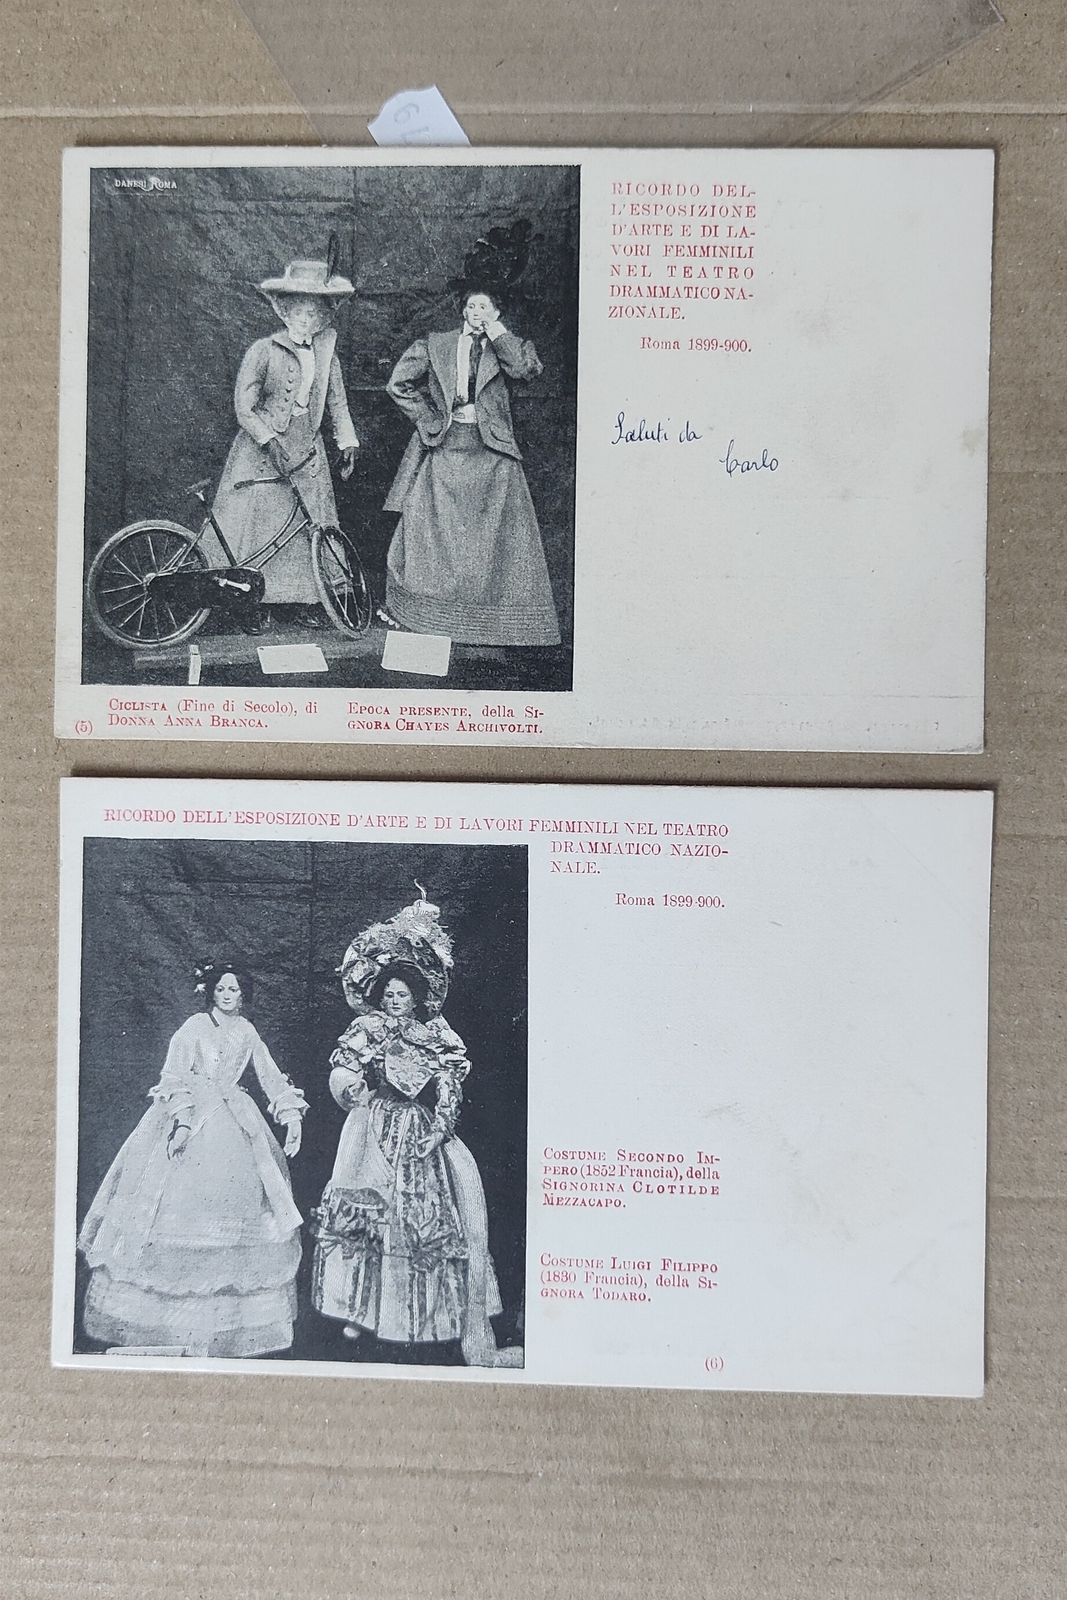 DANESI ROMA
RICORDO DEL-
L'ESPOSIZIONE
D'ARTE E DI LA-
VORI FEMMINILI
NEL TEATRO
DRAMMATICO NA-
ZIONALE.
Roma 1899-900.
Saluti da
Carlo
CICLISTA (Fine di Secolo), di
DONNA ANNA BRANCA.
EPOCA PRESENTE, della SI-
GNORA CHAYES ARCHIVOLTI.
(5)
RICORDO DELL'ESPOSIZIONE D'ARTE E DI LAVORI FEMMINILI NEL TEATRO
DRAMMATICO NAZIO-
NALE.
Roma 1899-900.
COSTUME SECONDO IM-
PERO (1852 Francia), della
SIGNORINA CLOTILDE
MEZZACAPO.
COSTUME LUIGI FILIPPO
(1830 Francia), della SI-
GNORA TODARO.
(6)